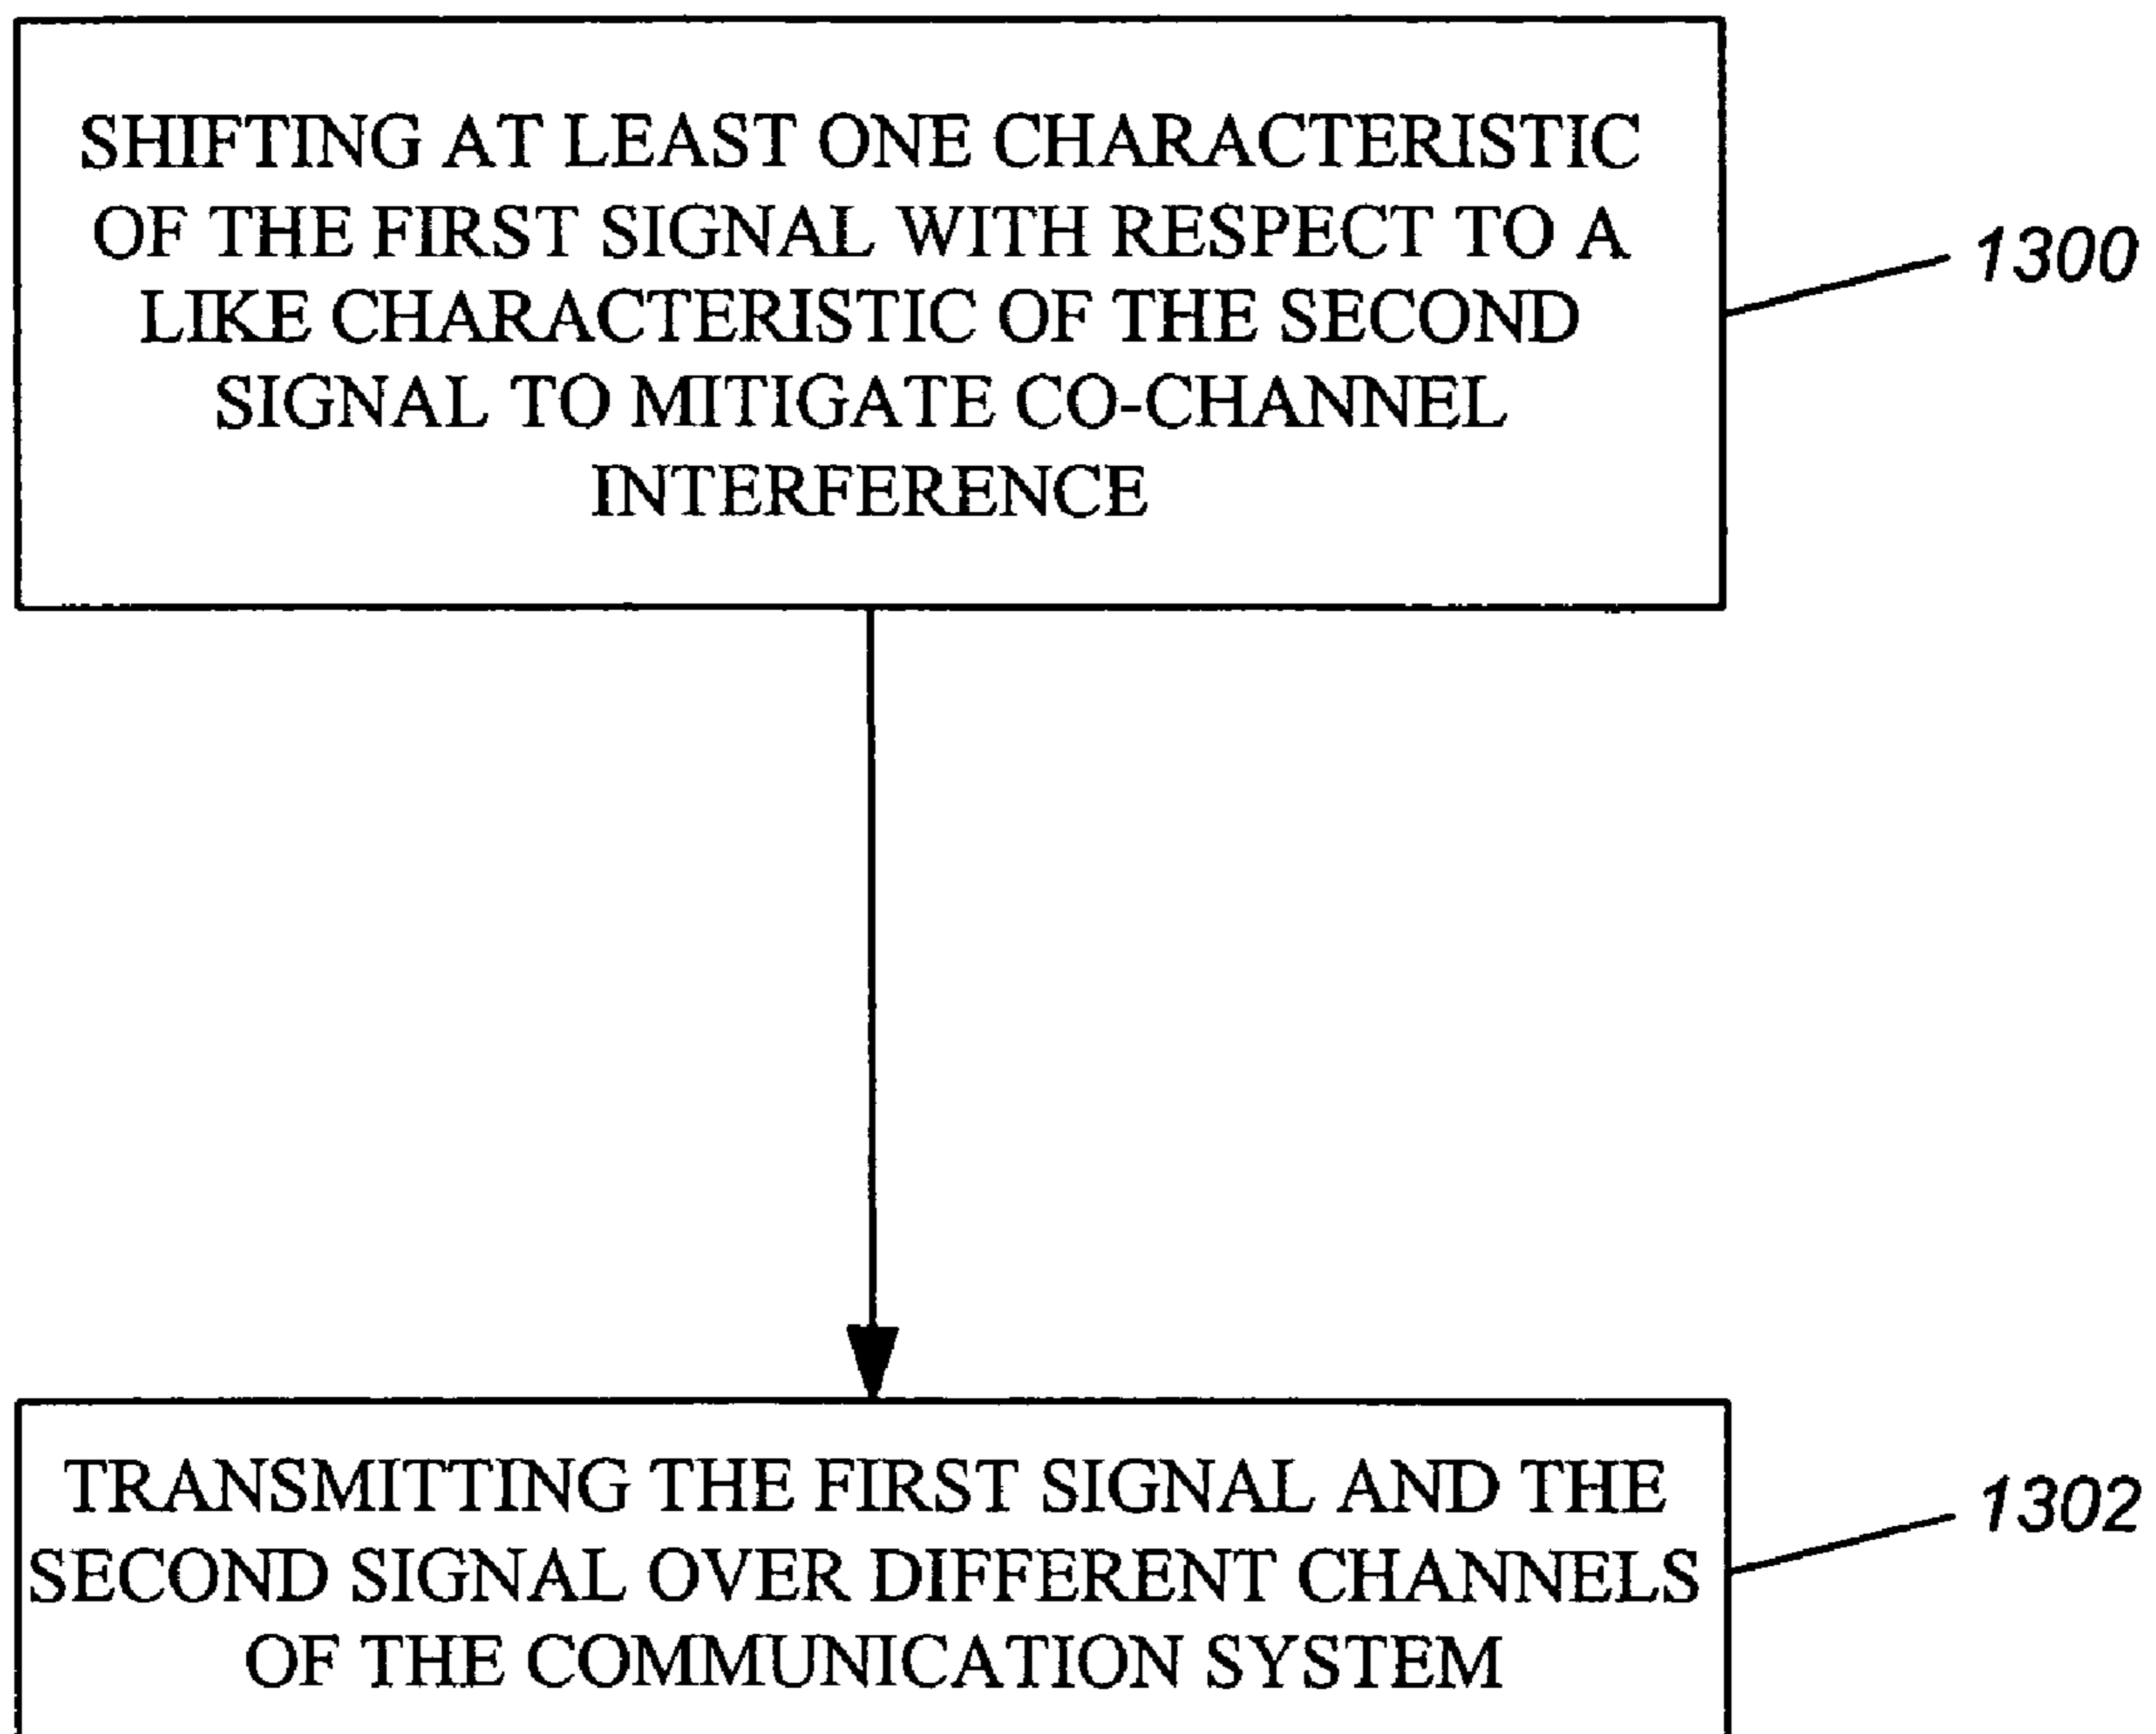 SHIFTING AT LEAST ONE CHARACTERISTIC
OF THE FIRST SIGNAL WITH RESPECT TO A
LIKE CHARACTERISTIC OF THE SECOND
SIGNAL TO MITIGATE CO-CHANNEL
INTERFERENCE
1300
TRANSMITTING THE FIRST SIGNAL AND THE
SECOND SIGNAL OVER DIFFERENT CHANNELS
OF THE COMMUNICATION SYSTEM
1302